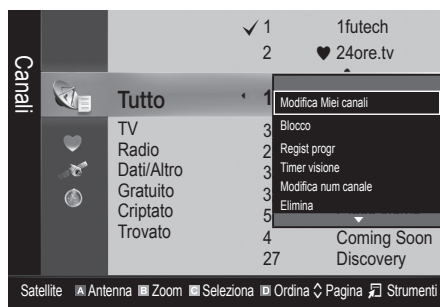 Canali
✓ 1 1futech
2 ♥ 24ore.tv
Tutto
1
TV
3
Radio
2
Dati/Altro
3
Gratuito
3
Criptato
5
Trovato
4 Coming Soon
27 Discovery
Modifica Miei canali
Blocco
Regist progr
Timer visione
Modifica num canale
Elimina
Satellite A Antenna B Zoom C Seleziona D Ordina Pagina Strumenti